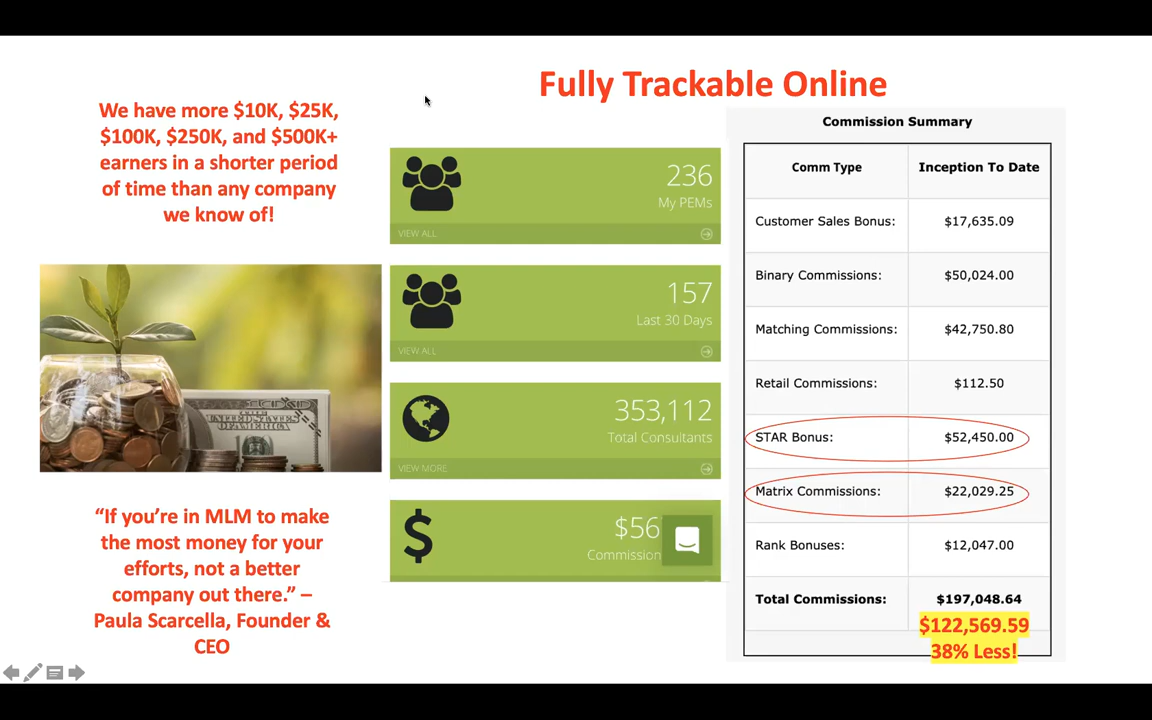 Fully Trackable Online
We have more $10K, $25K,
$100K, $250K, and $500K+
earners in a shorter period
of time than any company
we know of!
“If you’re in MLM to make
the most money for your
efforts, not a better
company out there.” –
Paula Scarcella, Founder &
CEO
236
My PEMs
VIEW ALL
157
Last 30 Days
VIEW ALL
353,112
Total Consultants
VIEW MORE
$56
Commission
Commission Summary
Comm Type Inception To Date
Customer Sales Bonus: $17,635.09
Binary Commissions: $50,024.00
Matching Commissions: $42,750.80
Retail Commissions: $112.50
STAR Bonus: $52,450.00
Matrix Commissions: $22,029.25
Rank Bonuses: $12,047.00
Total Commissions: $197,048.64
$122,569.59
38% Less!